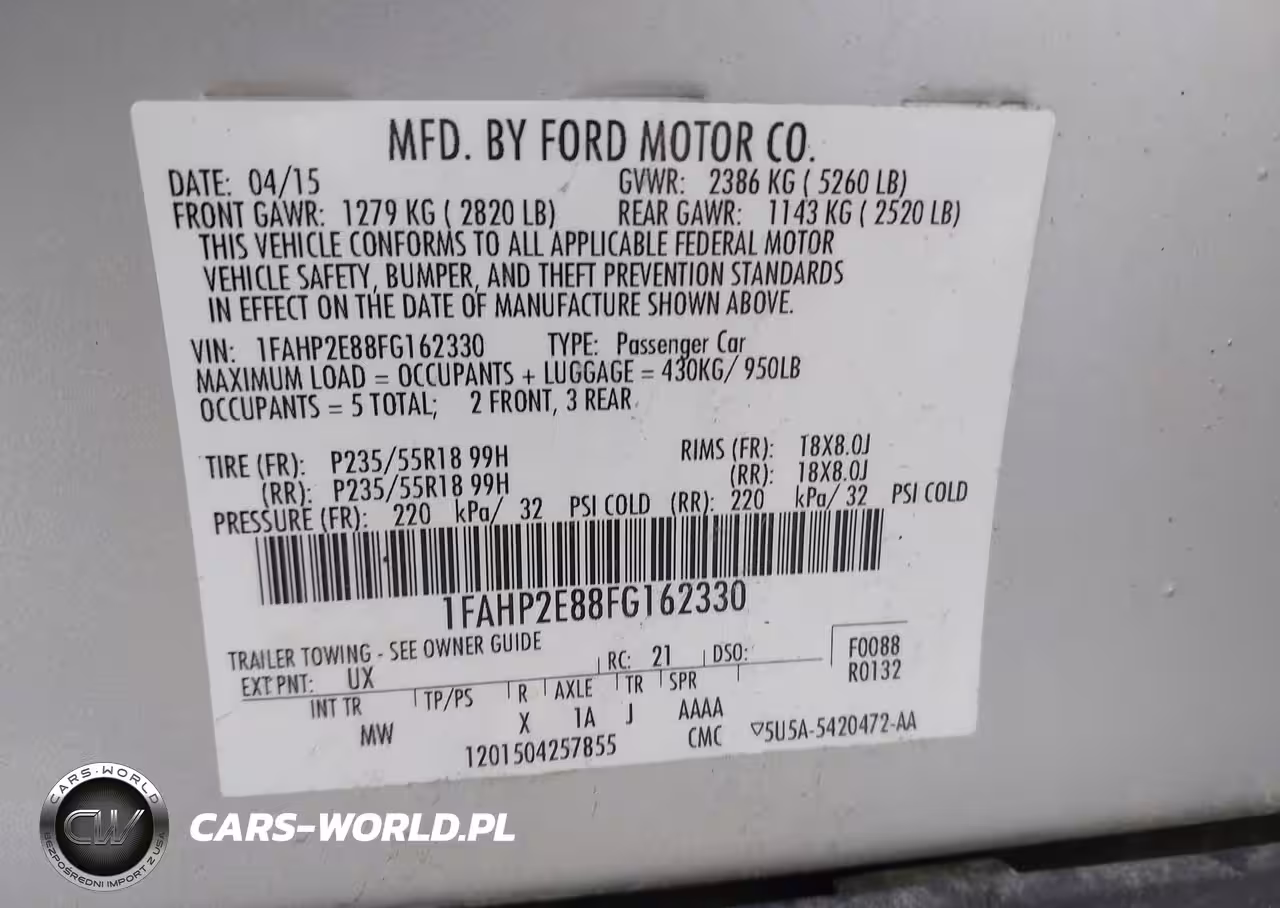 MFD. BY FORD MOTOR CO.
DATE: 04/15 GVWR: 2386 KG ( 5260 LB)
FRONT GAWR: 1279 KG ( 2820 LB) REAR GAWR: 1143 KG ( 2520 LB)
THIS VEHICLE CONFORMS TO ALL APPLICABLE FEDERAL MOTOR
VEHICLE SAFETY, BUMPER, AND THEFT PREVENTION STANDARDS
IN EFFECT ON THE DATE OF MANUFACTURE SHOWN ABOVE.
VIN: 1FAHP2E88FG162330 TYPE: Passenger Car
MAXIMUM LOAD = OCCUPANTS + LUGGAGE = 430KG/ 950LB
OCCUPANTS = 5 TOTAL; 2 FRONT, 3 REAR
TIRE (FR): P235/55R18 99H RIMS (FR): 18X8.0J
(RR): P235/55R18 99H (RR): 18X8.0J
PRESSURE (FR): 220 kPa/ 32 PSI COLD (RR): 220 kPa/ 32 PSI COLD
1FAHP2E88FG162330
TRAILER TOWING - SEE OWNER GUIDE
EXT PNT: UX RC: 21 DSO: F0088
R0132
INT TR TP/PS R AXLE TR SPR
MW X 1A J AAAA
1201504257855 CMC ▽5U5A-5420472-AA
CARS-WORLD
CW
BEZPOŚREDNI IMPORT Z USA
CARS-WORLD.PL